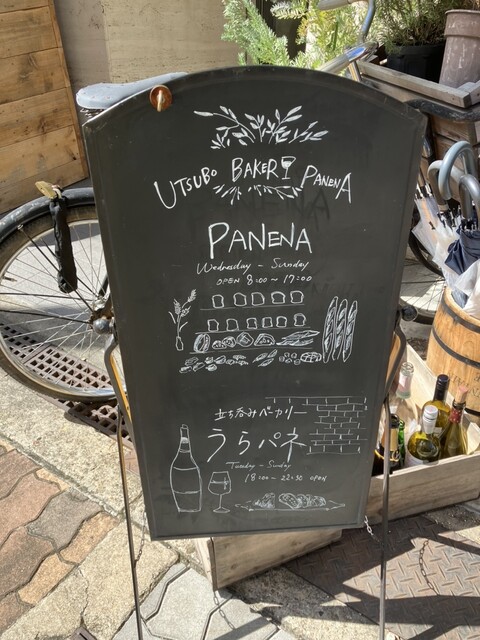 UTSUBO BAKERY PANENA
PANENA
Wednesday - Sunday
OPEN 8:00~17:00
立ち呑みベーカリー
うらパネ
Tuesday - Sunday
18:00 - 22:30 OPEN